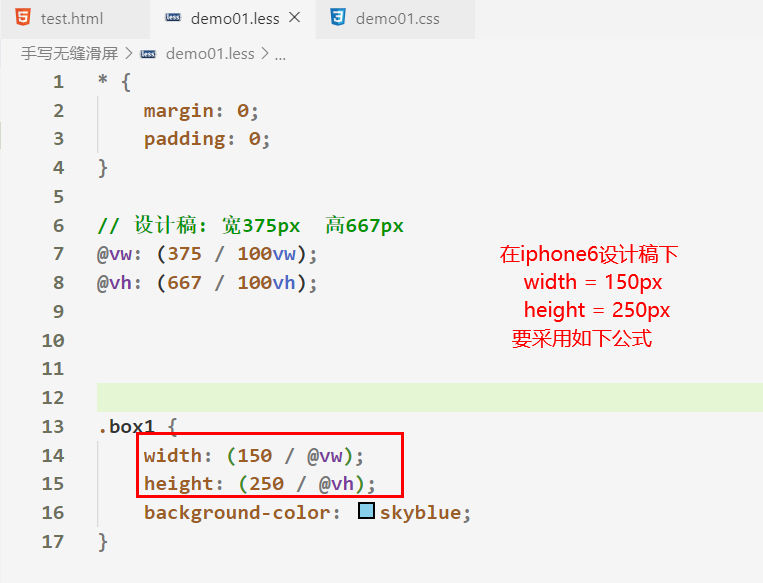 test.html demo01.less demo01.css
手写无缝滑屏 > demo01.less > ...
1 * {
2 margin: 0;
3 padding: 0;
4 }
5
6 // 设计稿: 宽375px 高667px
7 @vw: (375 / 100vw);
8 @vh: (667 / 100vh);
9
10
11
12
13 .box1 {
14 width: (150 / @vw);
15 height: (250 / @vh);
16 background-color: skyblue;
17 }
在iphone6设计稿下
width = 150px
height = 250px
要采用如下公式